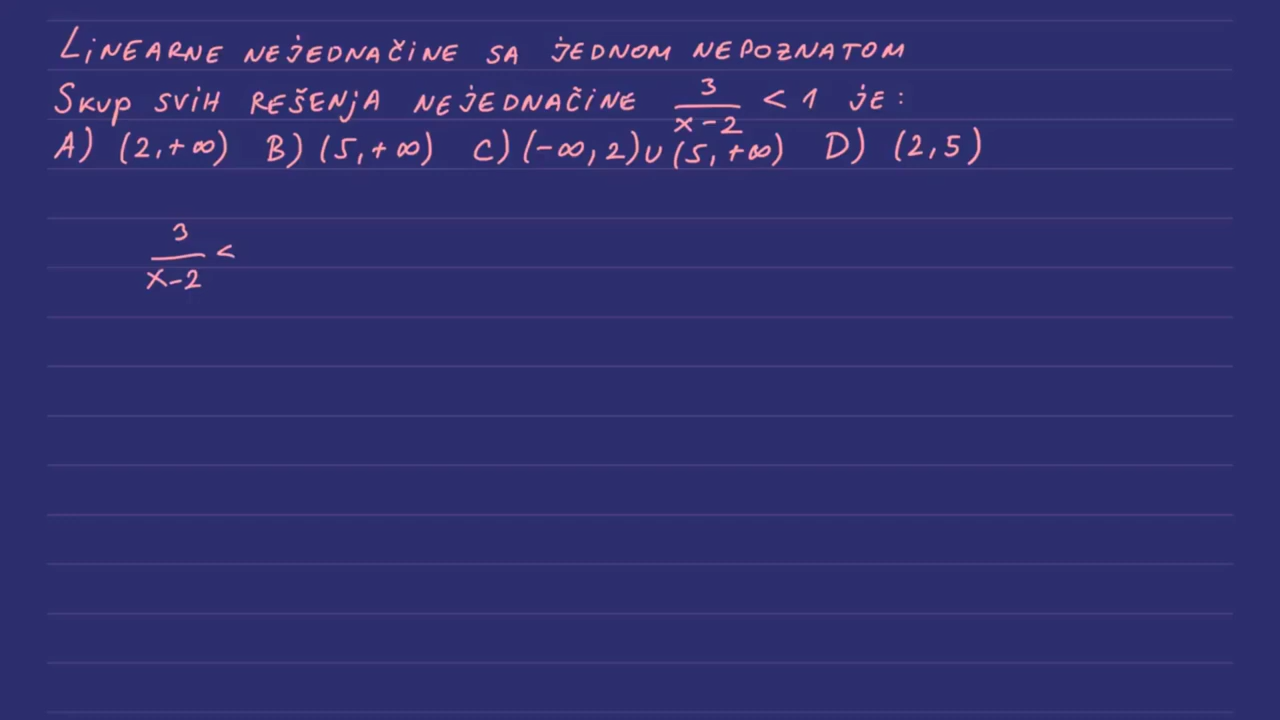 LINEARNE NEJEDNAČINE SA JEDNOM NEPOZNATOM
SKUP SVIH REŠENJA NEJEDNAČINE 3/(x-2) < 1 JE:
A) (2,+∞) B) (5,+∞) C) (-∞,2)∪(5,+∞) D) (2,5)
3/(x-2) <